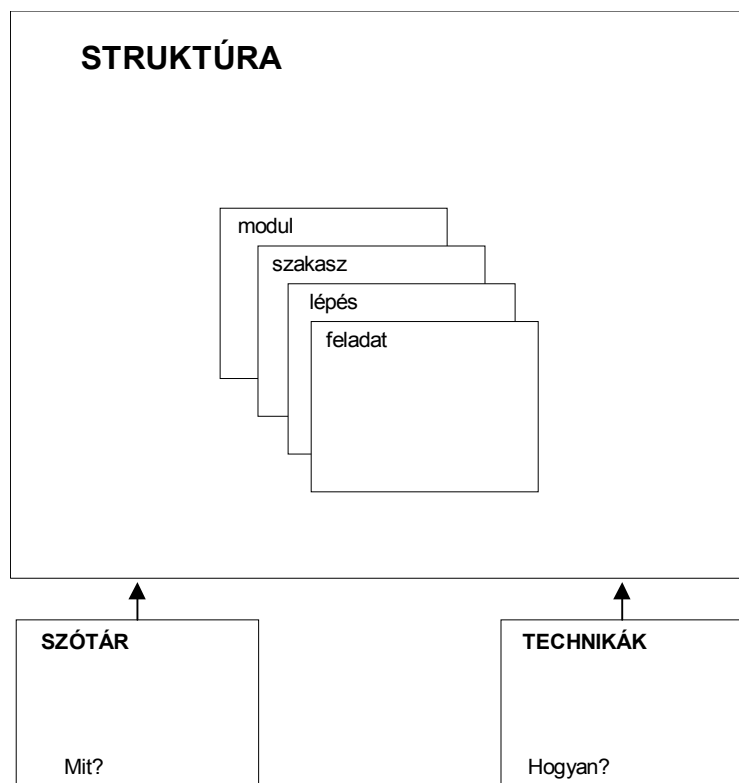 STRUKTÚRA
modul
szakasz
lépés
feladat
SZÓTÁR
Mit?
TECHNIKÁK
Hogyan?